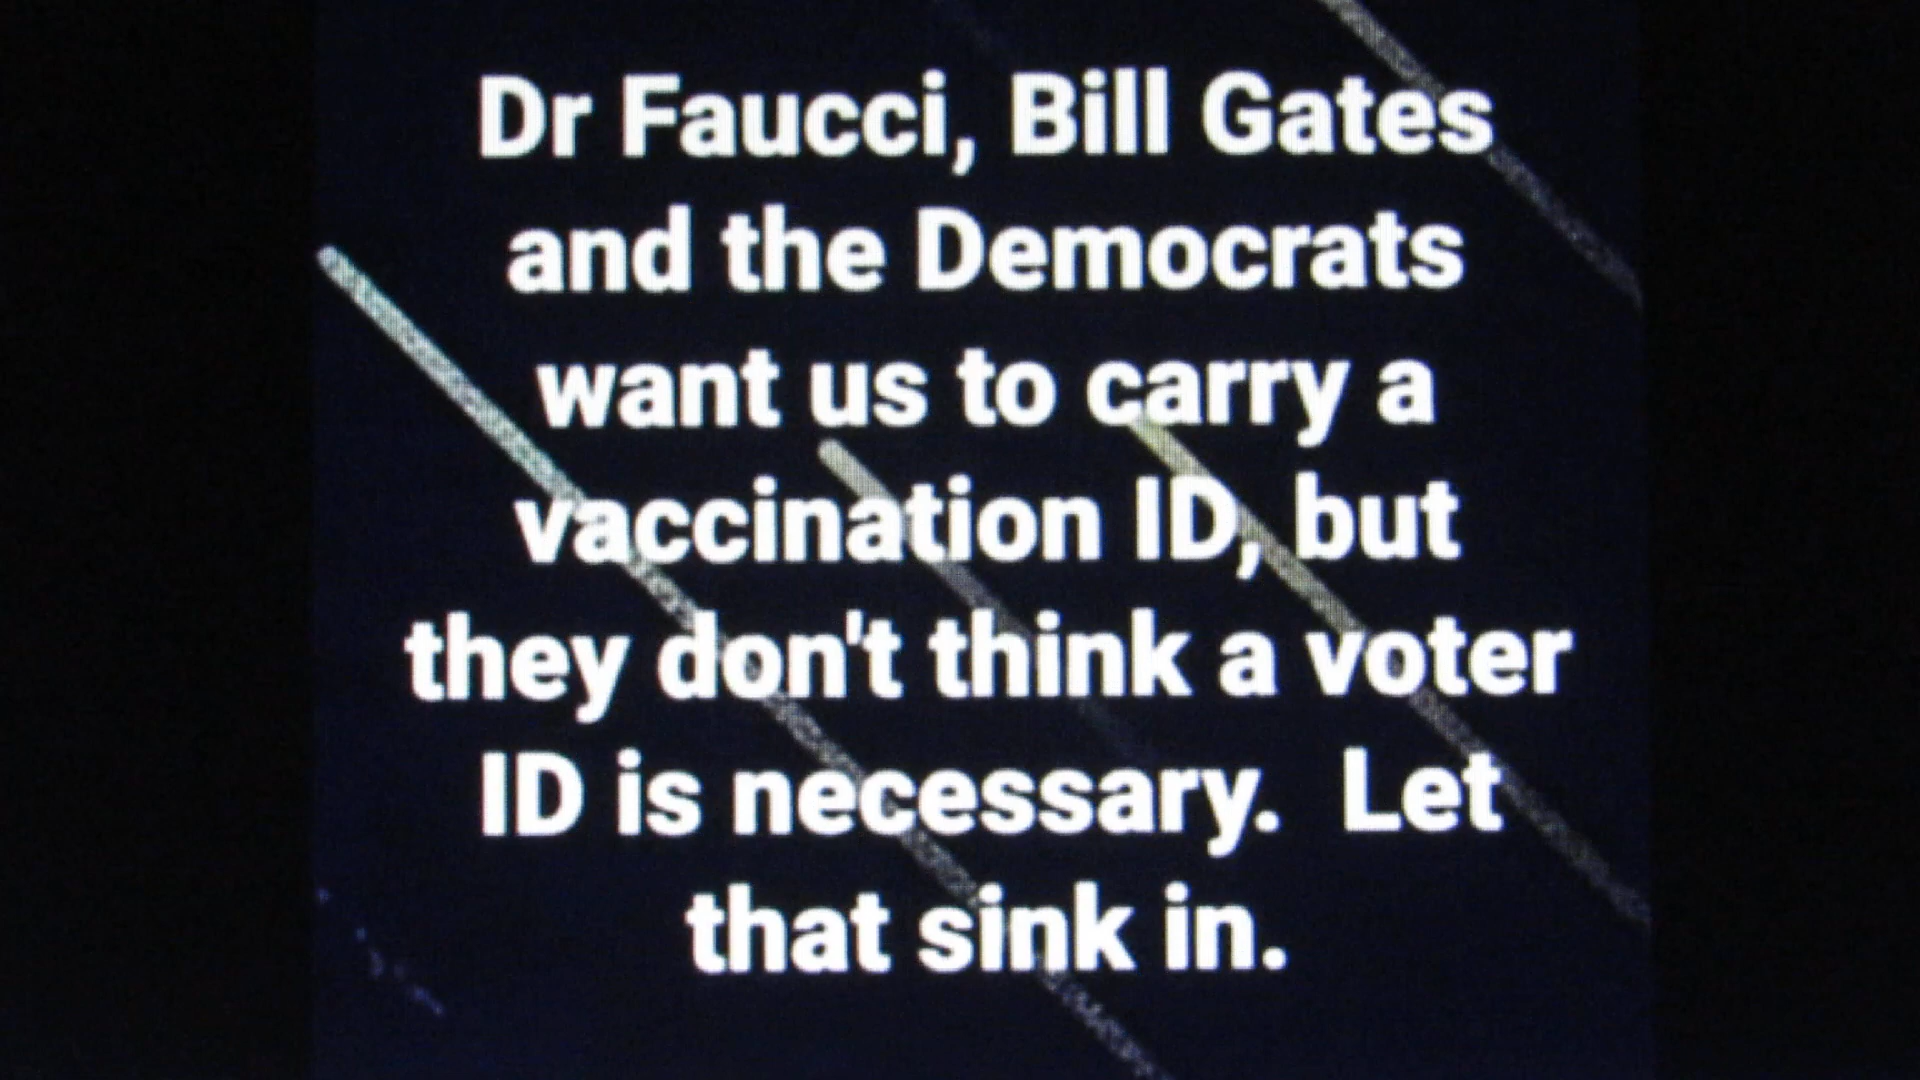 Dr Faucci, Bill Gates
and the Democrats
want us to carry a
vaccination ID, but
they don't think a voter
ID is necessary.  Let
that sink in.